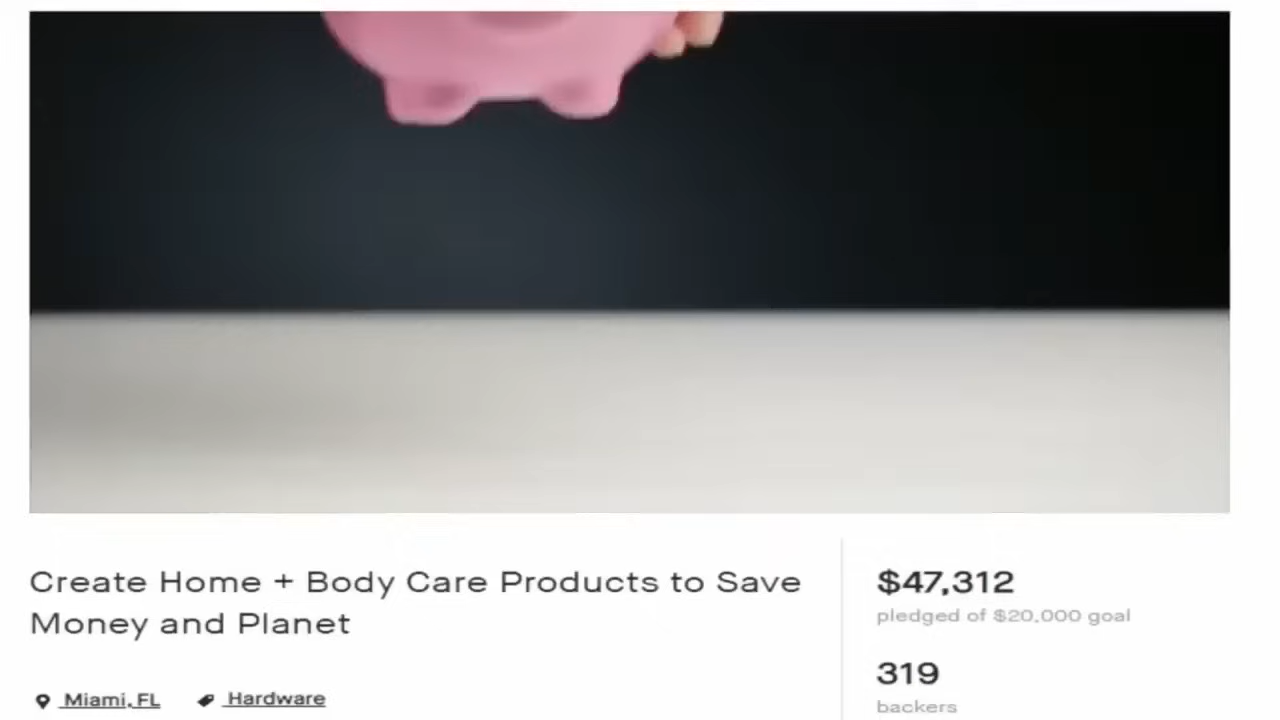 Create Home + Body Care Products to Save
Money and Planet
Miami, FL
Hardware
$47,312
pledged of $20,000 goal
319
backers